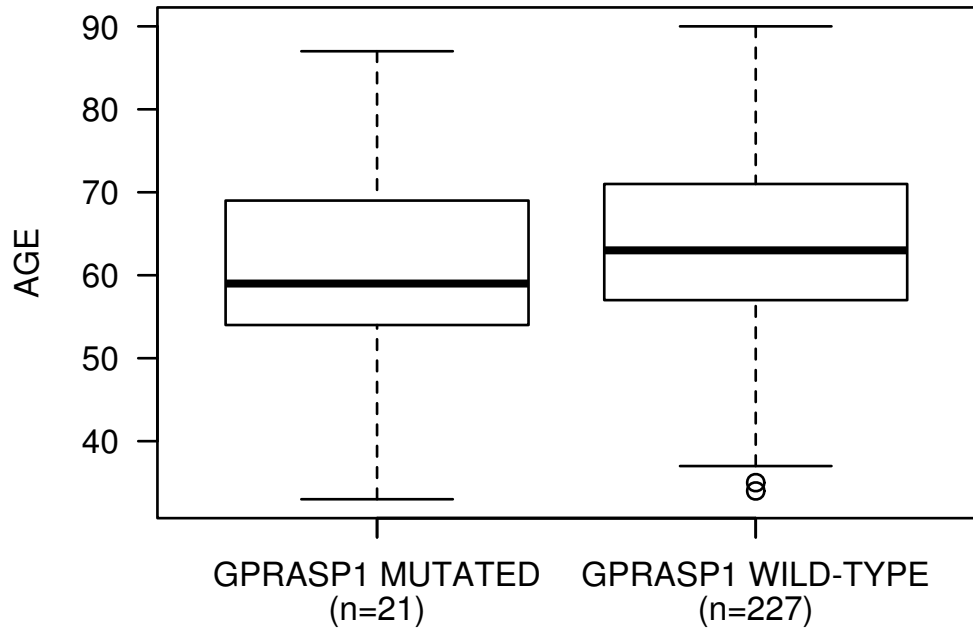 90
80
70
60
50
40
AGE
GPRASP1 MUTATED
(n=21)
GPRASP1 WILD-TYPE
(n=227)